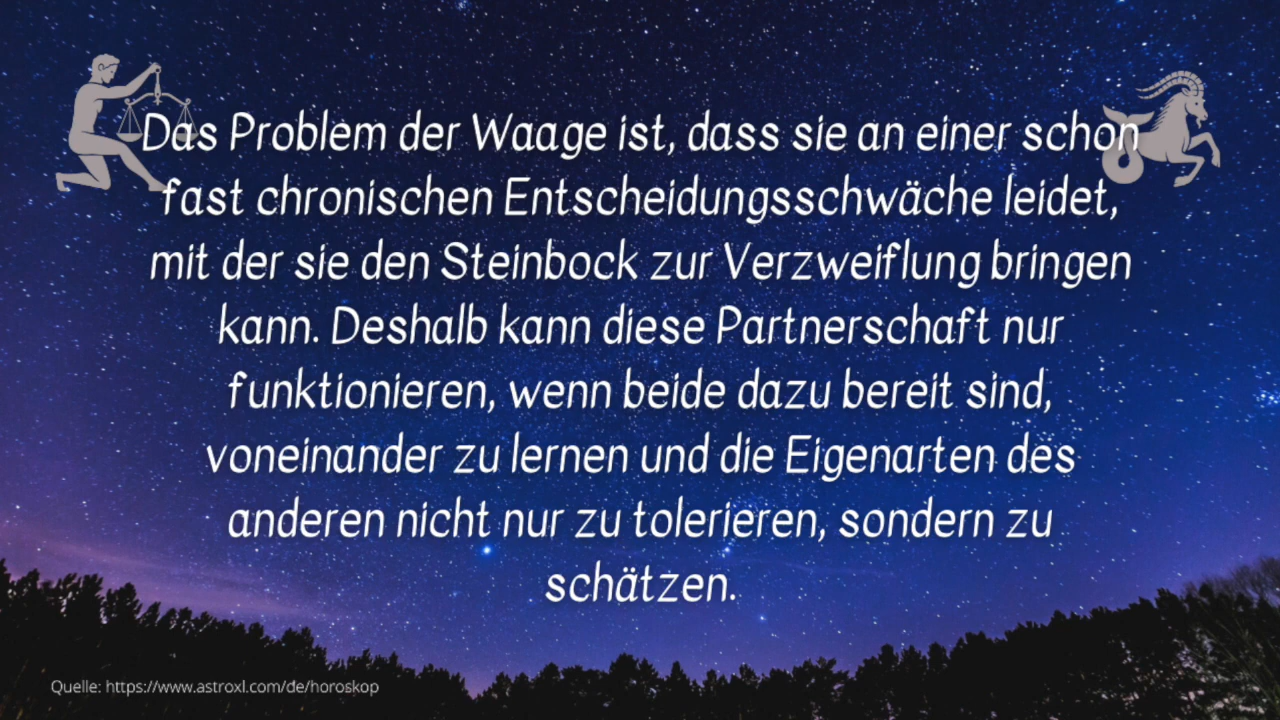 Das Problem der Waage ist, dass sie an einer schon
fast chronischen Entscheidungsschwäche leidet,
mit der sie den Steinbock zur Verzweiflung bringen
kann. Deshalb kann diese Partnerschaft nur
funktionieren, wenn beide dazu bereit sind,
voneinander zu lernen und die Eigenarten des
anderen nicht nur zu tolerieren, sondern zu
schätzen.
Quelle: https://www.astroxl.com/de/horoskop